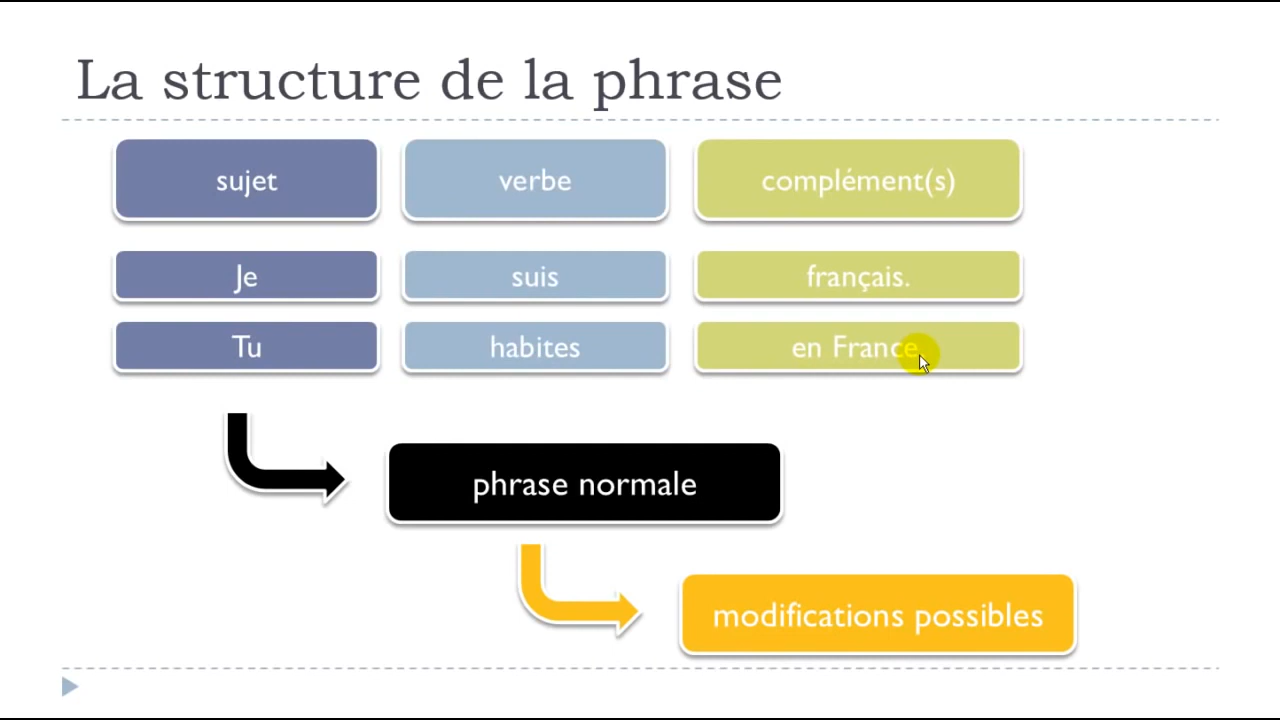 La structure de la phrase
sujet verbe complément(s)
Je suis français.
Tu habites en France
phrase normale
modifications possibles